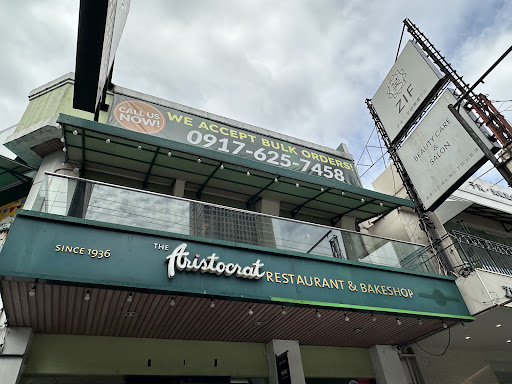 CALL US
NOW!
WE ACCEPT BULK ORDERS!
0917-625-7458
SINCE 1936
THE Aristocrat RESTAURANT & BAKESHOP
ZIF
BEAUTY CARE
&
SALON